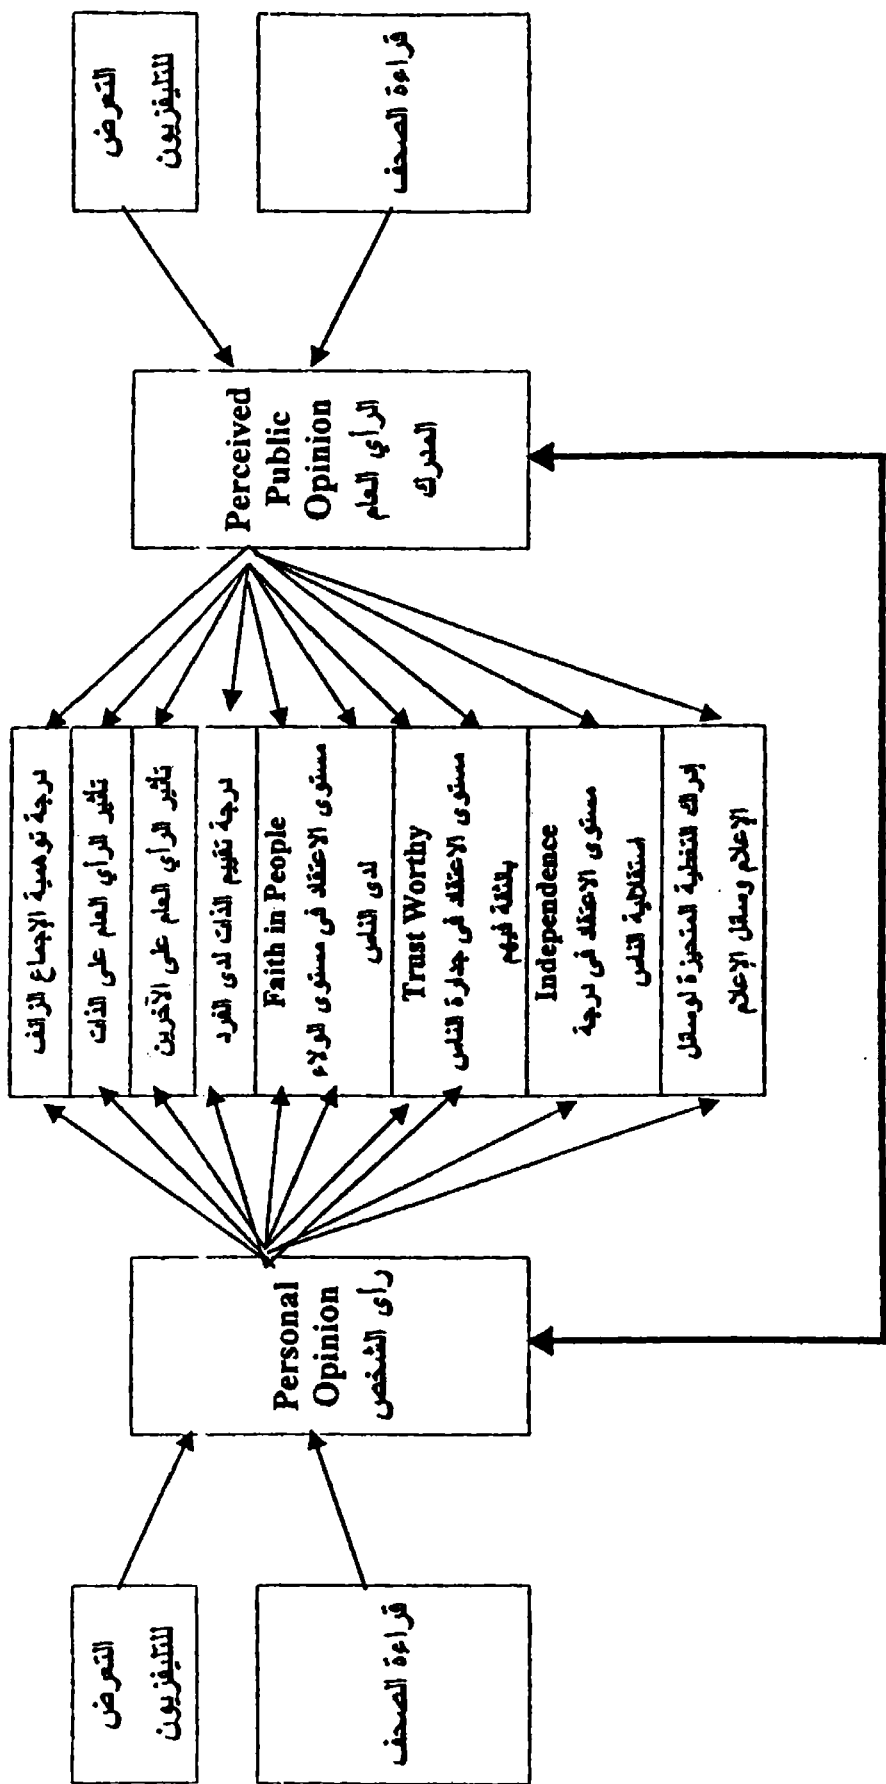 التعرض
للتليفزيون
قراءة الصحف
Personal
Opinion
رأى الشخص
درجة توهمية الإجماع الزائف
تأثير الرأي العام على الذات
تأثير الرأي العام على الآخرين
درجة تقييم الذات لدى الفرد
Faith in People
مستوى الاعتقاد فى مستوى الولاء
لدى الناس
Trust Worthy
مستوى الاعتقاد فى جدارة الناس
بالثقة فيهم
Independence
مستوى الاعتقاد فى درجة
استقلالية الناس
إدراك التغطية المتحيزة لوسائل
الإعلام وسائل الإعلام
Perceived
Public
Opinion
الرأي العام
المدرك
التعرض
للتليفزيون
قراءة الصحف